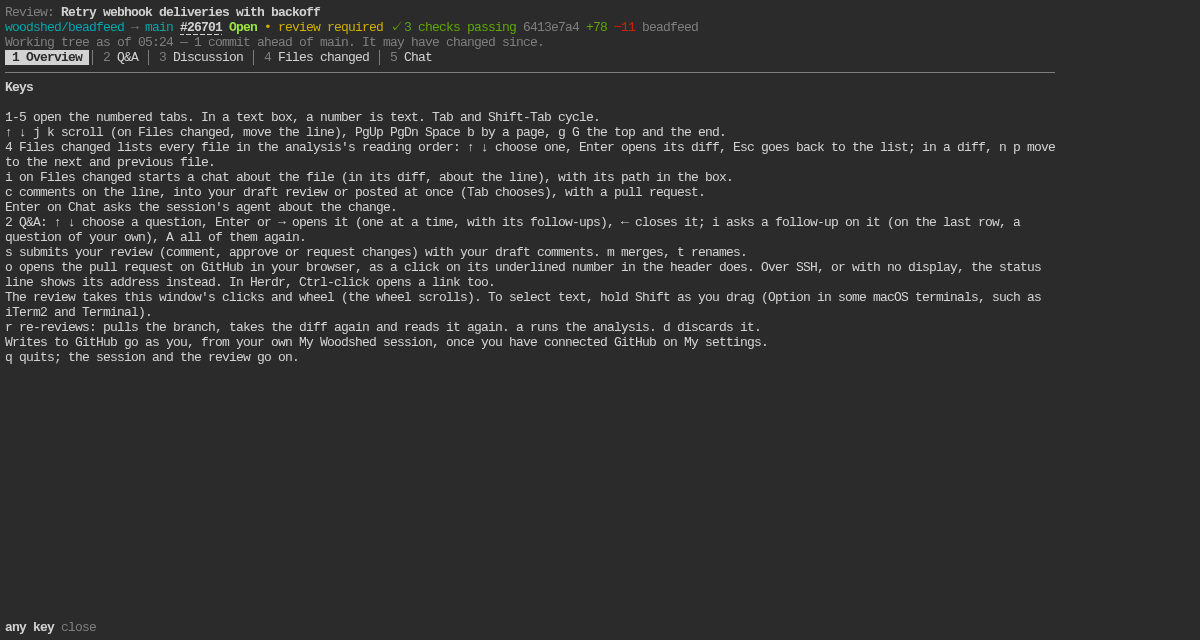 Review: Retry webhook deliveries with backoff
woodshed/beadfeed → main #26701 Open • review required ✓ 3 checks passing 6413e7a4 +78 −11 beadfeed
Working tree as of 05:24 — 1 commit ahead of main. It may have changed since.
1 Overview │ 2 Q&A │ 3 Discussion │ 4 Files changed │ 5 Chat
Keys
1-5 open the numbered tabs. In a text box, a number is text. Tab and Shift-Tab cycle.
↑ ↓ j k scroll (on Files changed, move the line), PgUp PgDn Space b by a page, g G the top and the end.
4 Files changed lists every file in the analysis's reading order: ↑ ↓ choose one, Enter opens its diff, Esc goes back to the list; in a diff, n p move
to the next and previous file.
i on Files changed starts a chat about the file (in its diff, about the line), with its path in the box.
c comments on the line, into your draft review or posted at once (Tab chooses), with a pull request.
Enter on Chat asks the session's agent about the change.
2 Q&A: ↑ ↓ choose a question, Enter or → opens it (one at a time, with its follow-ups), ← closes it; i asks a follow-up on it (on the last row, a
question of your own), A all of them again.
s submits your review (comment, approve or request changes) with your draft comments. m merges, t renames.
o opens the pull request on GitHub in your browser, as a click on its underlined number in the header does. Over SSH, or with no display, the status
line shows its address instead. In Herdr, Ctrl-click opens a link too.
The review takes this window's clicks and wheel (the wheel scrolls). To select text, hold Shift as you drag (Option in some macOS terminals, such as
iTerm2 and Terminal).
r re-reviews: pulls the branch, takes the diff again and reads it again. a runs the analysis. d discards it.
Writes to GitHub go as you, from your own My Woodshed session, once you have connected GitHub on My settings.
q quits; the session and the review go on.
any key close